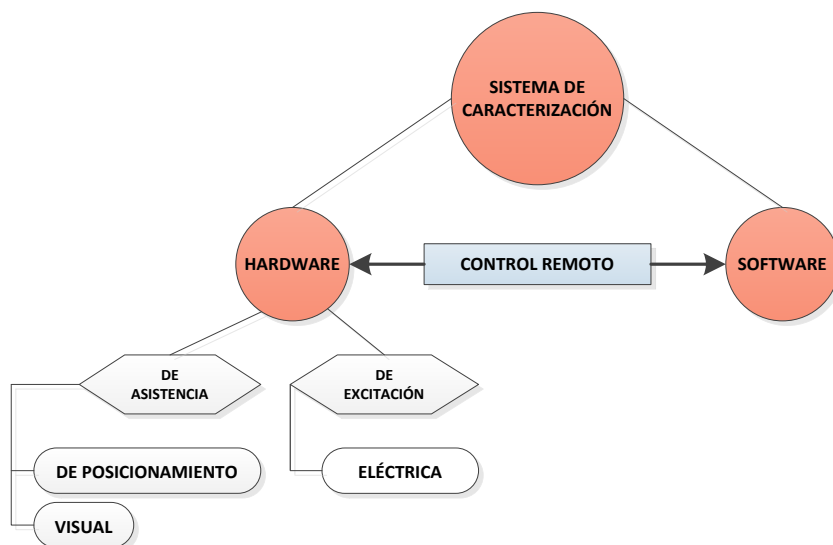 SISTEMA DE
CARACTERIZACIÓN
HARDWARE
CONTROL REMOTO
SOFTWARE
DE
ASISTENCIA
DE
EXCITACIÓN
DE POSICIONAMIENTO
ELÉCTRICA
VISUAL